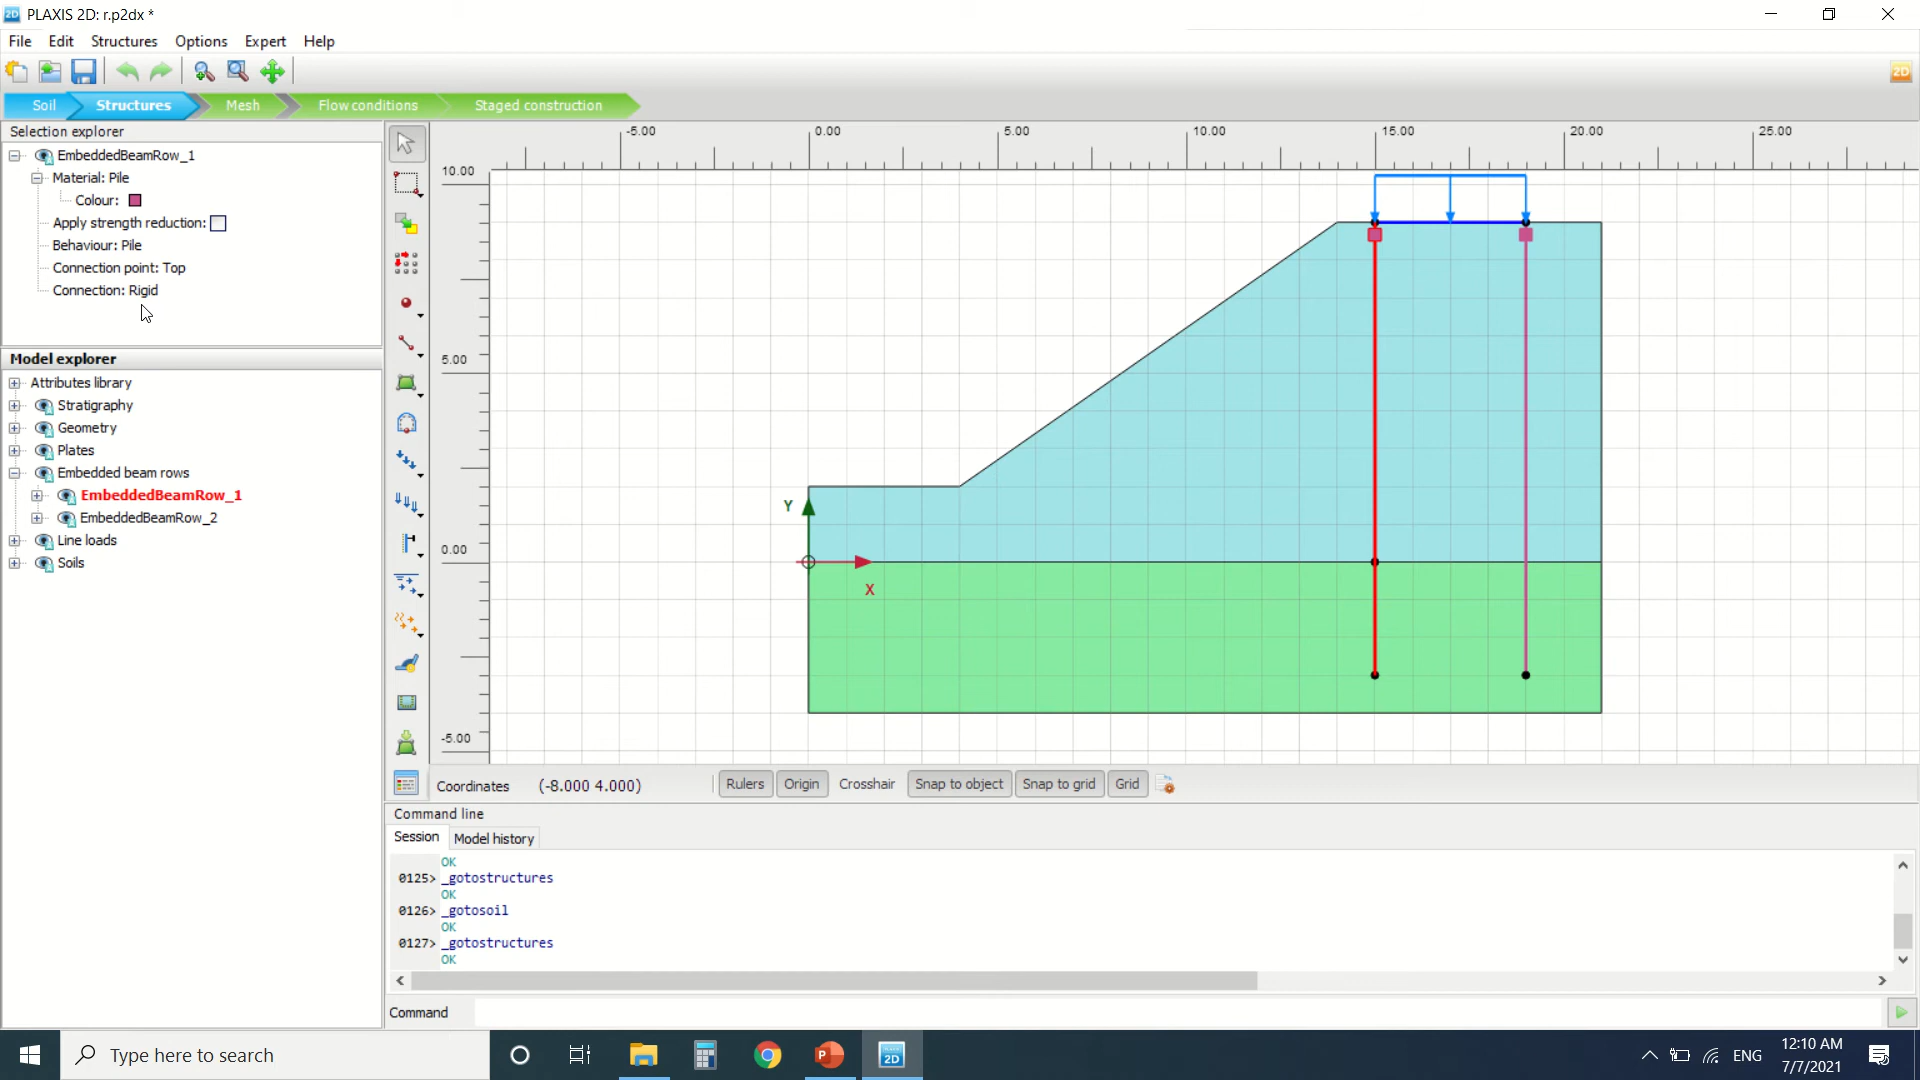 PLAXIS 2D: r.p2dx *
File Edit Structures Options Expert Help
2D
Soil Structures Mesh Flow conditions Staged construction
Selection explorer
EmbeddedBeamRow_1
Material: Pile
Colour:
Apply strength reduction:
Behaviour: Pile
Connection point: Top
Connection: Rigid
Model explorer
Attributes library
Stratigraphy
Geometry
Plates
Embedded beam rows
EmbeddedBeamRow_1
EmbeddedBeamRow_2
Line loads
Soils
-5.00 0.00 5.00 10.00 15.00 20.00 25.00
10.00
5.00
0.00
-5.00
Y
X
Coordinates (-8.000 4.000) Rulers Origin Crosshair Snap to object Snap to grid Grid
Command line
Session Model history
OK
0125> _gotostructures
OK
0126> _gotosoil
OK
0127> _gotostructures
OK
Command
Type here to search
2D
ENG
12:10 AM
7/7/2021